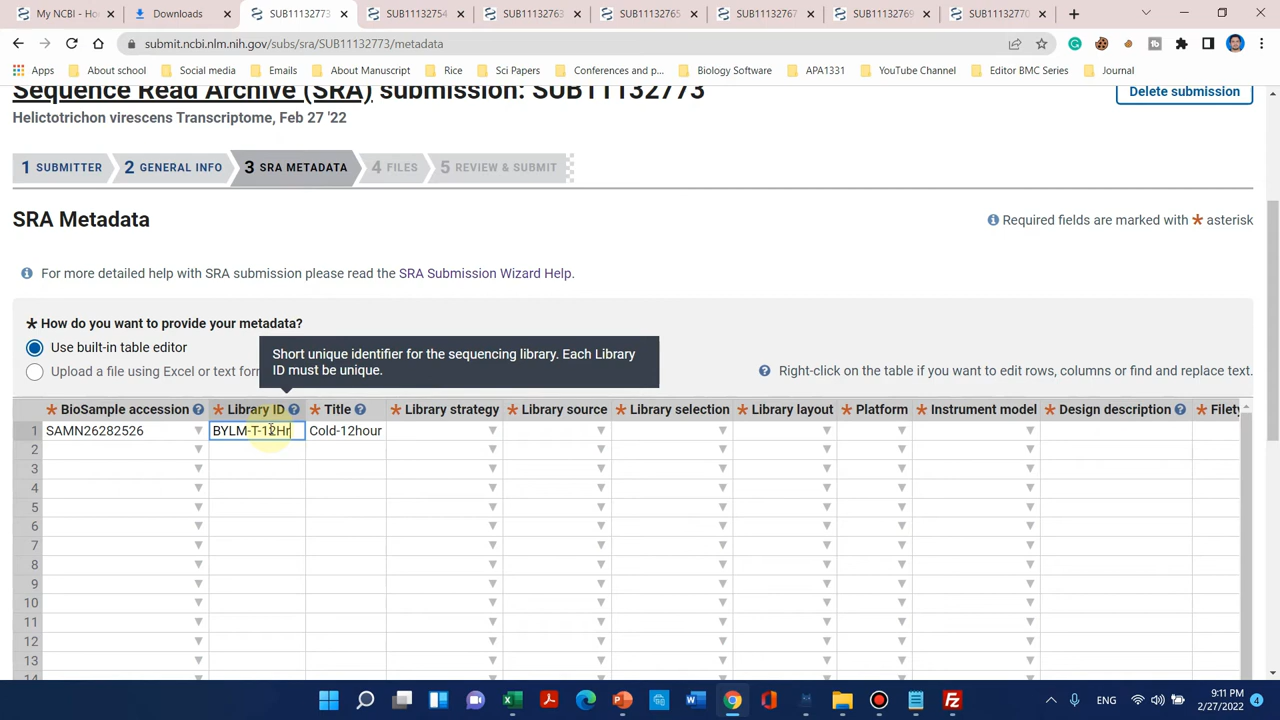 My NCBI - Ho
Downloads
SUB11132773
SUB11132754
SUB1113276
SUB1113276
SUB1113276
SUB1113276
SUB1113277
submit.ncbi.nlm.nih.gov/subs/sra/SUB11132773/metadata
Apps
About school
Social media
Emails
About Manuscript
Rice
Sci Papers
Conferences and p...
Biology Software
APA1331
YouTube Channel
Editor BMC Series
Journal
Sequence Read Archive (SRA) submission: SUB11132773
Delete submission
Helictotrichon virescens Transcriptome, Feb 27 '22
1 SUBMITTER
2 GENERAL INFO
3 SRA METADATA
4 FILES
5 REVIEW & SUBMIT
SRA Metadata
Required fields are marked with * asterisk
For more detailed help with SRA submission please read the SRA Submission Wizard Help.
* How do you want to provide your metadata?
Use built-in table editor
Short unique identifier for the sequencing library. Each Library
ID must be unique.
Upload a file using Excel or text for
Right-click on the table if you want to edit rows, columns or find and replace text.
* BioSample accession * Library ID * Title * Library strategy * Library source * Library selection * Library layout * Platform * Instrument model * Design description * Filety
1 SAMN26282526 BYLM-T-12Hr Cold-12hour
2
3
4
5
6
7
8
9
10
11
12
13
14
ENG
9:11 PM
2/27/2022
4